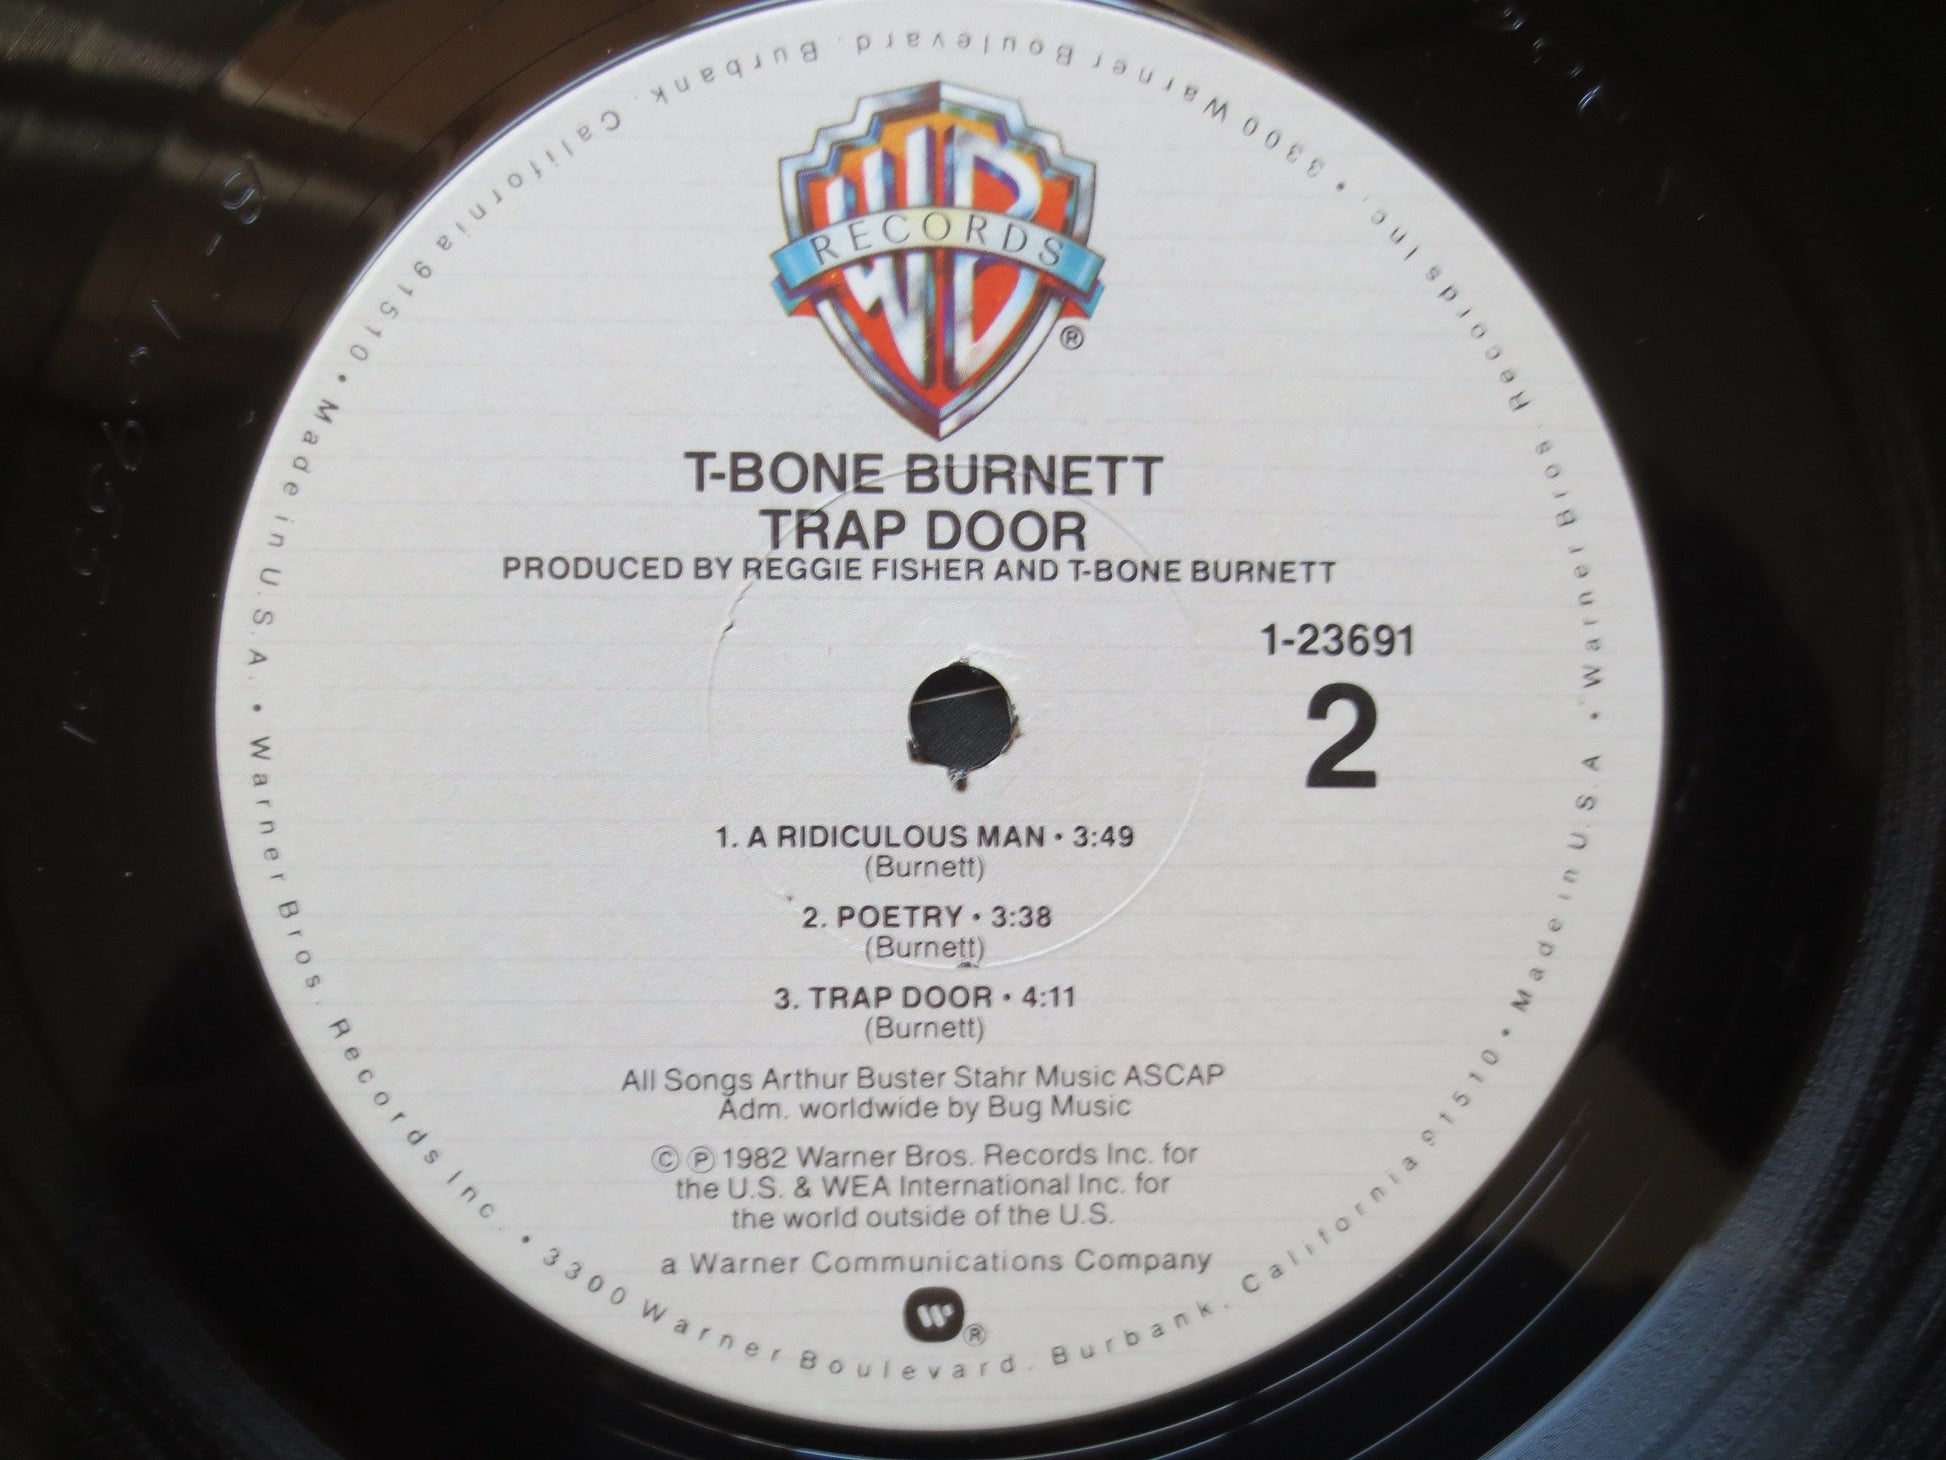 WB
RECORDS
®
T-BONE BURNETT
TRAP DOOR
PRODUCED BY REGGIE FISHER AND T-BONE BURNETT
1-23691
2
1. A RIDICULOUS MAN • 3:49
(Burnett)
2. POETRY • 3:38
(Burnett)
3. TRAP DOOR • 4:11
(Burnett)
All Songs Arthur Buster Stahr Music ASCAP
Adm. worldwide by Bug Music
© ℗ 1982 Warner Bros. Records Inc. for
the U.S. & WEA International Inc. for
the world outside of the U.S.
a Warner Communications Company
®
Warner Bros. Records Inc. • 3300 Warner Boulevard. Burbank. California 91510 • Made in U.S.A. •
Warner Bros. Records Inc. • 3300 Warner Boulevard. Burbank. California 91510 • Made in U.S.A •